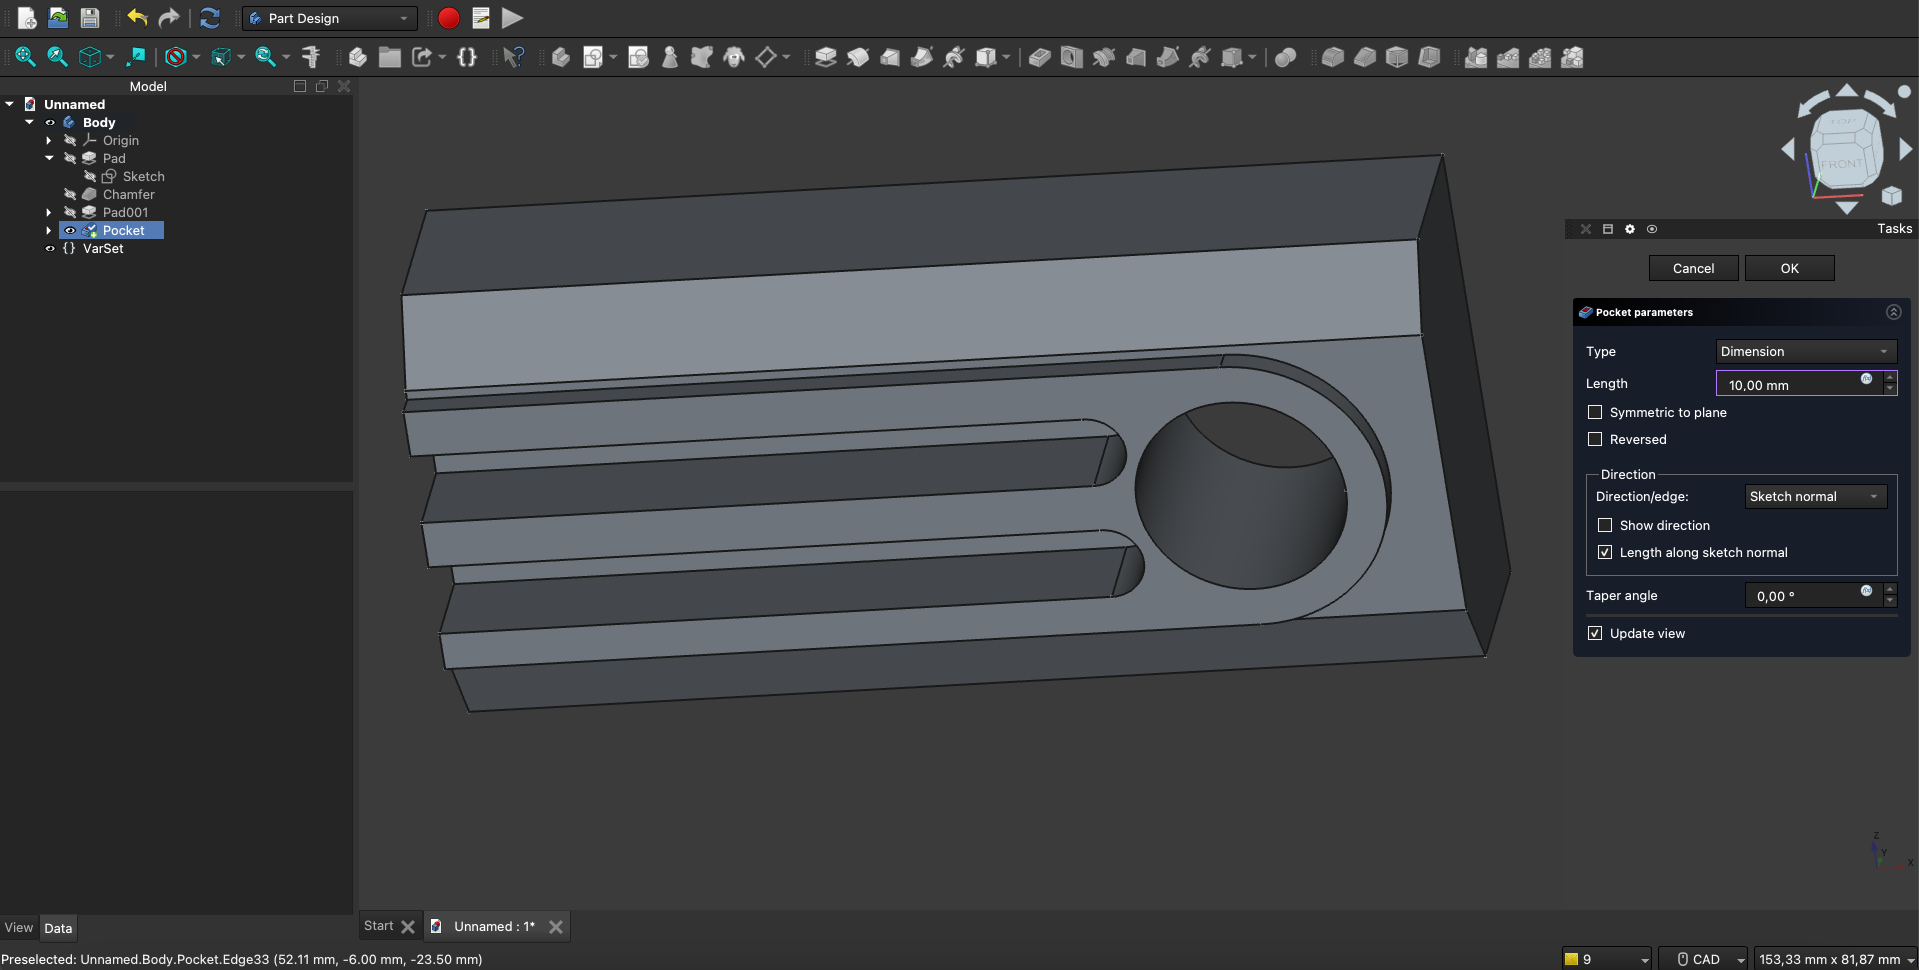 Part Design
Model
Unnamed
Body
Origin
Pad
Sketch
Chamfer
Pad001
Pocket
{} VarSet
TOP
FRONT
Tasks
Cancel
OK
Pocket parameters
Type
Dimension
Length
10,00 mm
Symmetric to plane
Reversed
Direction
Direction/edge:
Sketch normal
Show direction
Length along sketch normal
Taper angle
0,00 °
Update view
Z
Y
X
View
Data
Start
Unnamed : 1*
Preselected: Unnamed.Body.Pocket.Edge33 (52.11 mm, -6.00 mm, -23.50 mm)
9
CAD
153,33 mm x 81,87 mm